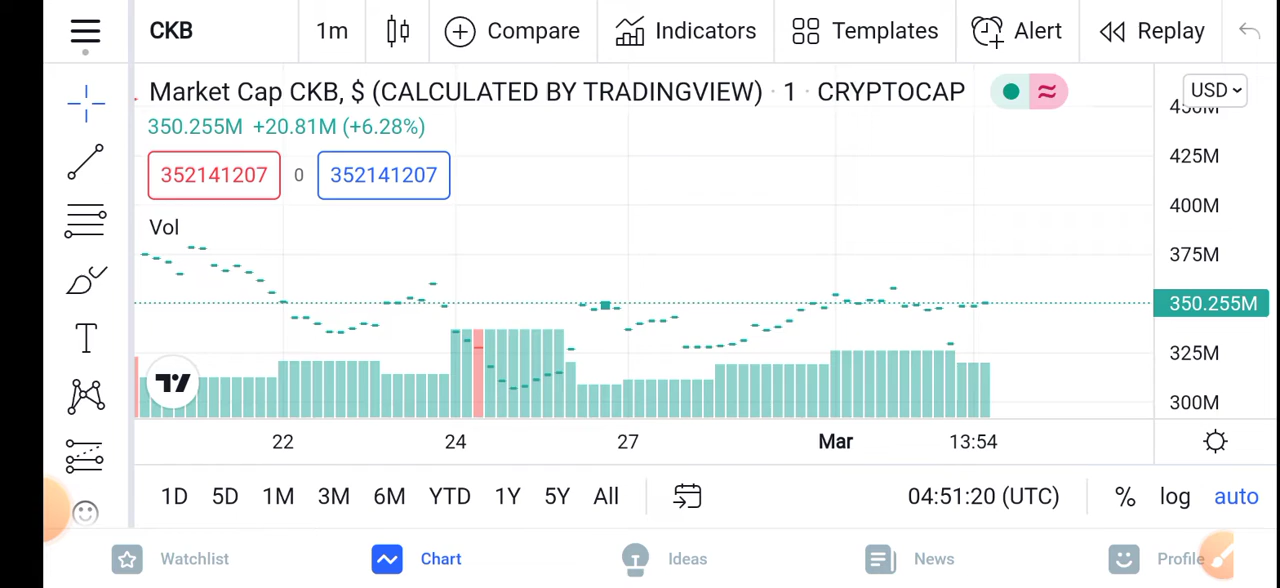 CKB 1m Compare Indicators Templates Alert Replay
Market Cap CKB, $ (CALCULATED BY TRADINGVIEW) · 1 · CRYPTOCAP
USD
350.255M +20.81M (+6.28%)
450M
425M
352141207 0 352141207
400M
Vol
375M
350.255M
325M
300M
22 24 27 Mar 13:54
1D 5D 1M 3M 6M YTD 1Y 5Y All 04:51:20 (UTC) % log auto
Watchlist Chart Ideas News Profile